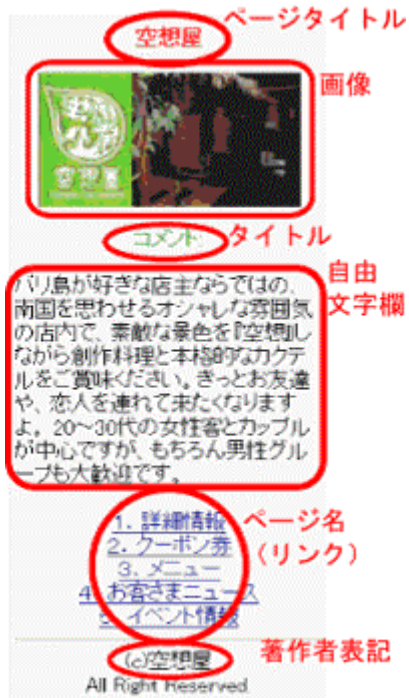 ページタイトル
空想屋
画像
空想屋
コメント
タイトル
自由
文字欄
バリ島が好きな店主ならではの、
南国を思わせるオシャレな雰囲気
の店内で、素敵な景色を『空想』し
ながら創作料理と本格的なカクテ
ルをご賞味ください。きっとお友達
や、恋人を連れて来たくなります
よ。20～30代の女性客とカップル
が中心ですが、もちろん男性グル
ープも大歓迎です。
1. 詳細情報
2. クーポン券
3. メニュー
4. お客さまニュース
5. イベント情報
ページ名
（リンク）
(c)空想屋
著作者表記
All Right Reserved